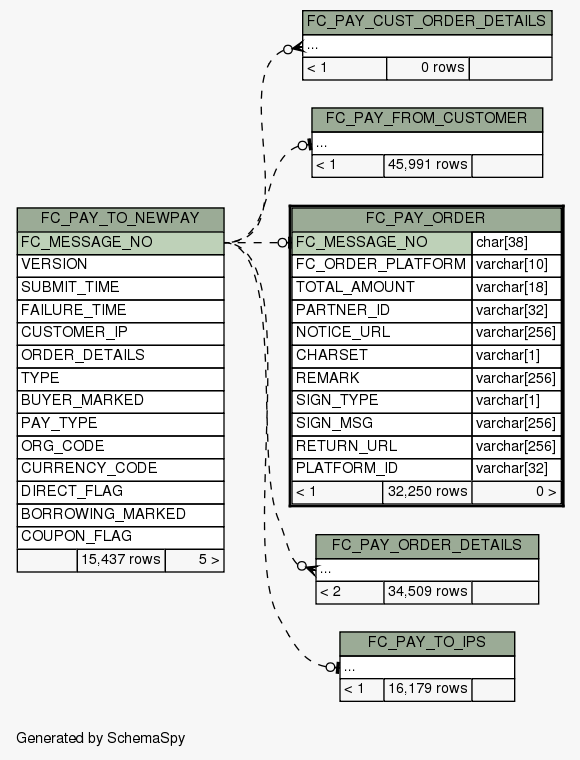 FC_PAY_CUST_ORDER_DETAILS
...
< 1 0 rows
FC_PAY_FROM_CUSTOMER
...
< 1 45,991 rows
FC_PAY_TO_NEWPAY
FC_MESSAGE_NO
VERSION
SUBMIT_TIME
FAILURE_TIME
CUSTOMER_IP
ORDER_DETAILS
TYPE
BUYER_MARKED
PAY_TYPE
ORG_CODE
CURRENCY_CODE
DIRECT_FLAG
BORROWING_MARKED
COUPON_FLAG
15,437 rows 5 >
FC_PAY_ORDER
FC_MESSAGE_NO char[38]
FC_ORDER_PLATFORM varchar[10]
TOTAL_AMOUNT varchar[18]
PARTNER_ID varchar[32]
NOTICE_URL varchar[256]
CHARSET varchar[1]
REMARK varchar[256]
SIGN_TYPE varchar[1]
SIGN_MSG varchar[256]
RETURN_URL varchar[256]
PLATFORM_ID varchar[32]
< 1 32,250 rows 0 >
FC_PAY_ORDER_DETAILS
...
< 2 34,509 rows
FC_PAY_TO_IPS
...
< 1 16,179 rows
Generated by SchemaSpy